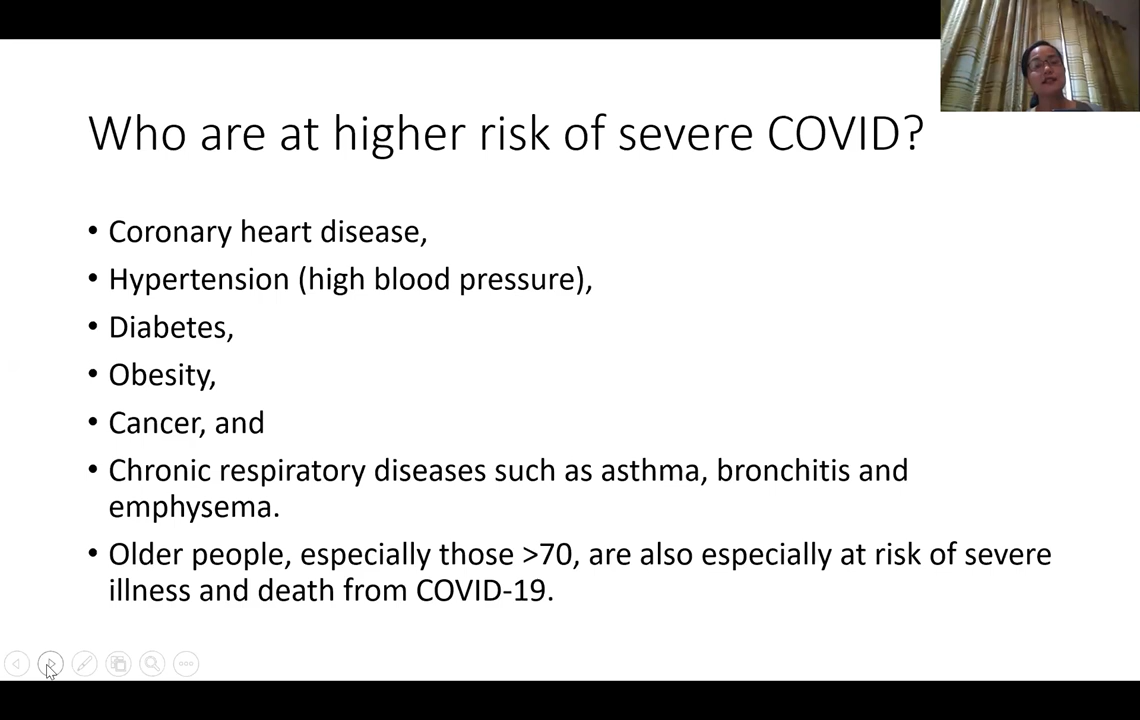 Who are at higher risk of severe COVID?
• Coronary heart disease,
• Hypertension (high blood pressure),
• Diabetes,
• Obesity,
• Cancer, and
• Chronic respiratory diseases such as asthma, bronchitis and
emphysema.
• Older people, especially those >70, are also especially at risk of severe
illness and death from COVID-19.